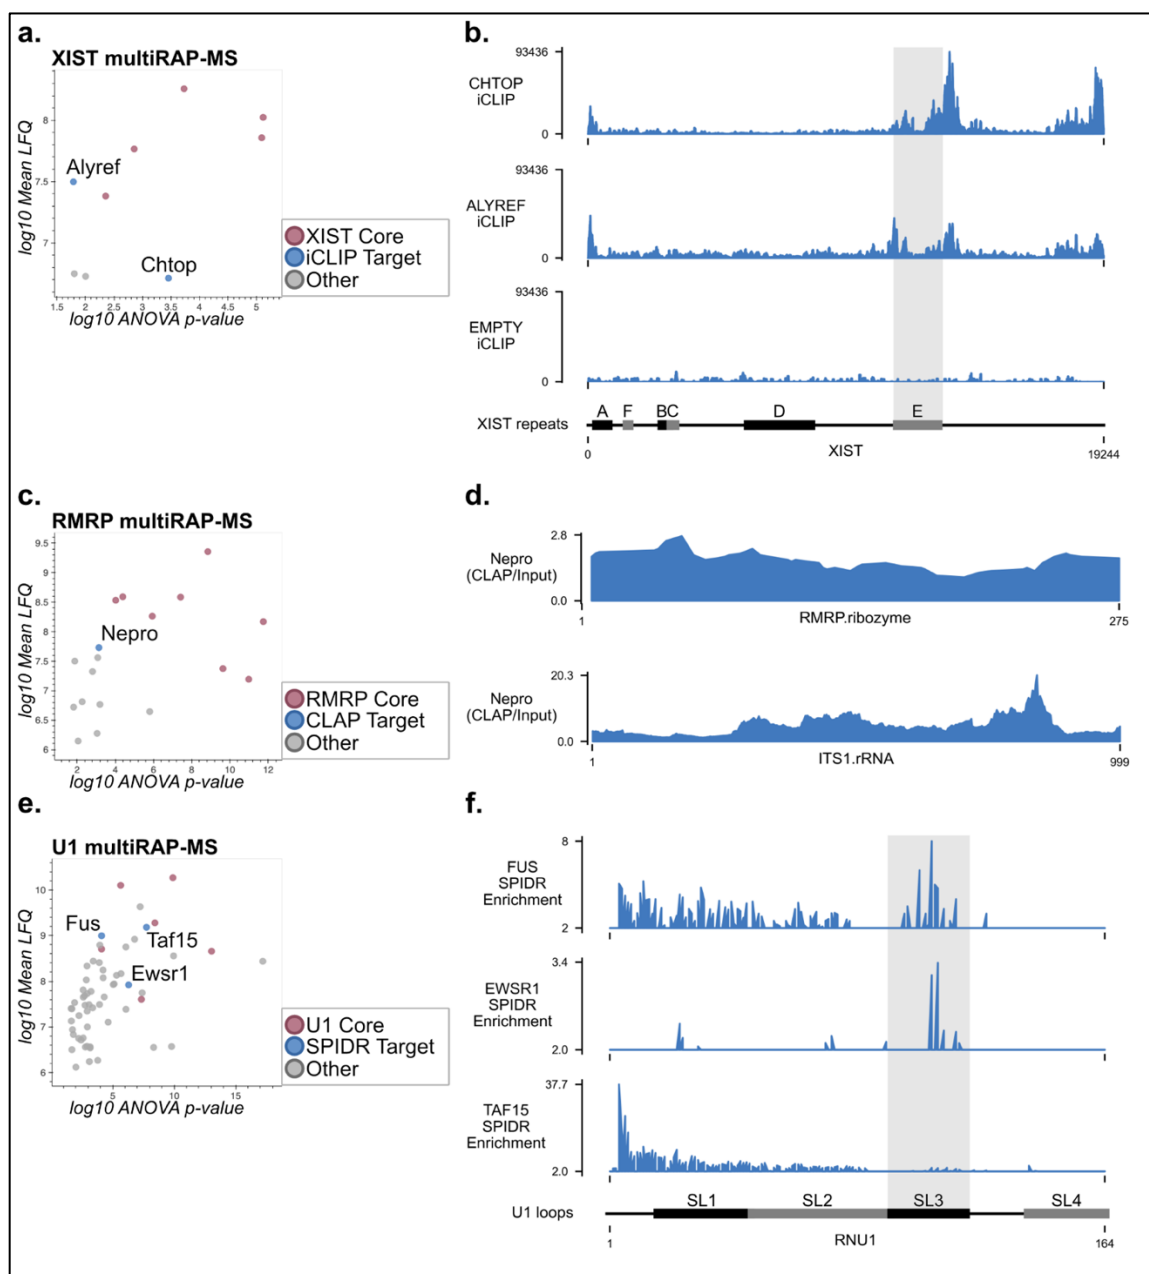 a.
XIST multiRAP-MS
log10 Mean LFQ
8
7.5
7
Alyref
Chtop
1.5 2 2.5 3 3.5 4 4.5 5
log10 ANOVA p-value
XIST Core
iCLIP Target
Other
b.
93436
CHTOP
iCLIP
0
93436
ALYREF
iCLIP
0
93436
EMPTY
iCLIP
0
A F BC D E
XIST repeats
XIST
0 19244
c.
RMRP multiRAP-MS
log10 Mean LFQ
9.5
9
8.5
8
7.5
7
6.5
6
Nepro
2 4 6 8 10 12
log10 ANOVA p-value
RMRP Core
CLAP Target
Other
d.
2.8
Nepro
(CLAP/Input)
0.0
1 275
RMRP.ribozyme
20.3
Nepro
(CLAP/Input)
0.0
1 999
ITS1.rRNA
e.
U1 multiRAP-MS
log10 Mean LFQ
10
9
8
7
6
Fus
Taf15
Ewsr1
5 10 15
log10 ANOVA p-value
U1 Core
SPIDR Target
Other
f.
8
FUS
SPIDR
Enrichment
2
3.4
EWSR1
SPIDR
Enrichment
2.0
37.7
TAF15
SPIDR
Enrichment
2.0
SL1 SL2 SL3 SL4
U1 loops
RNU1
1 164